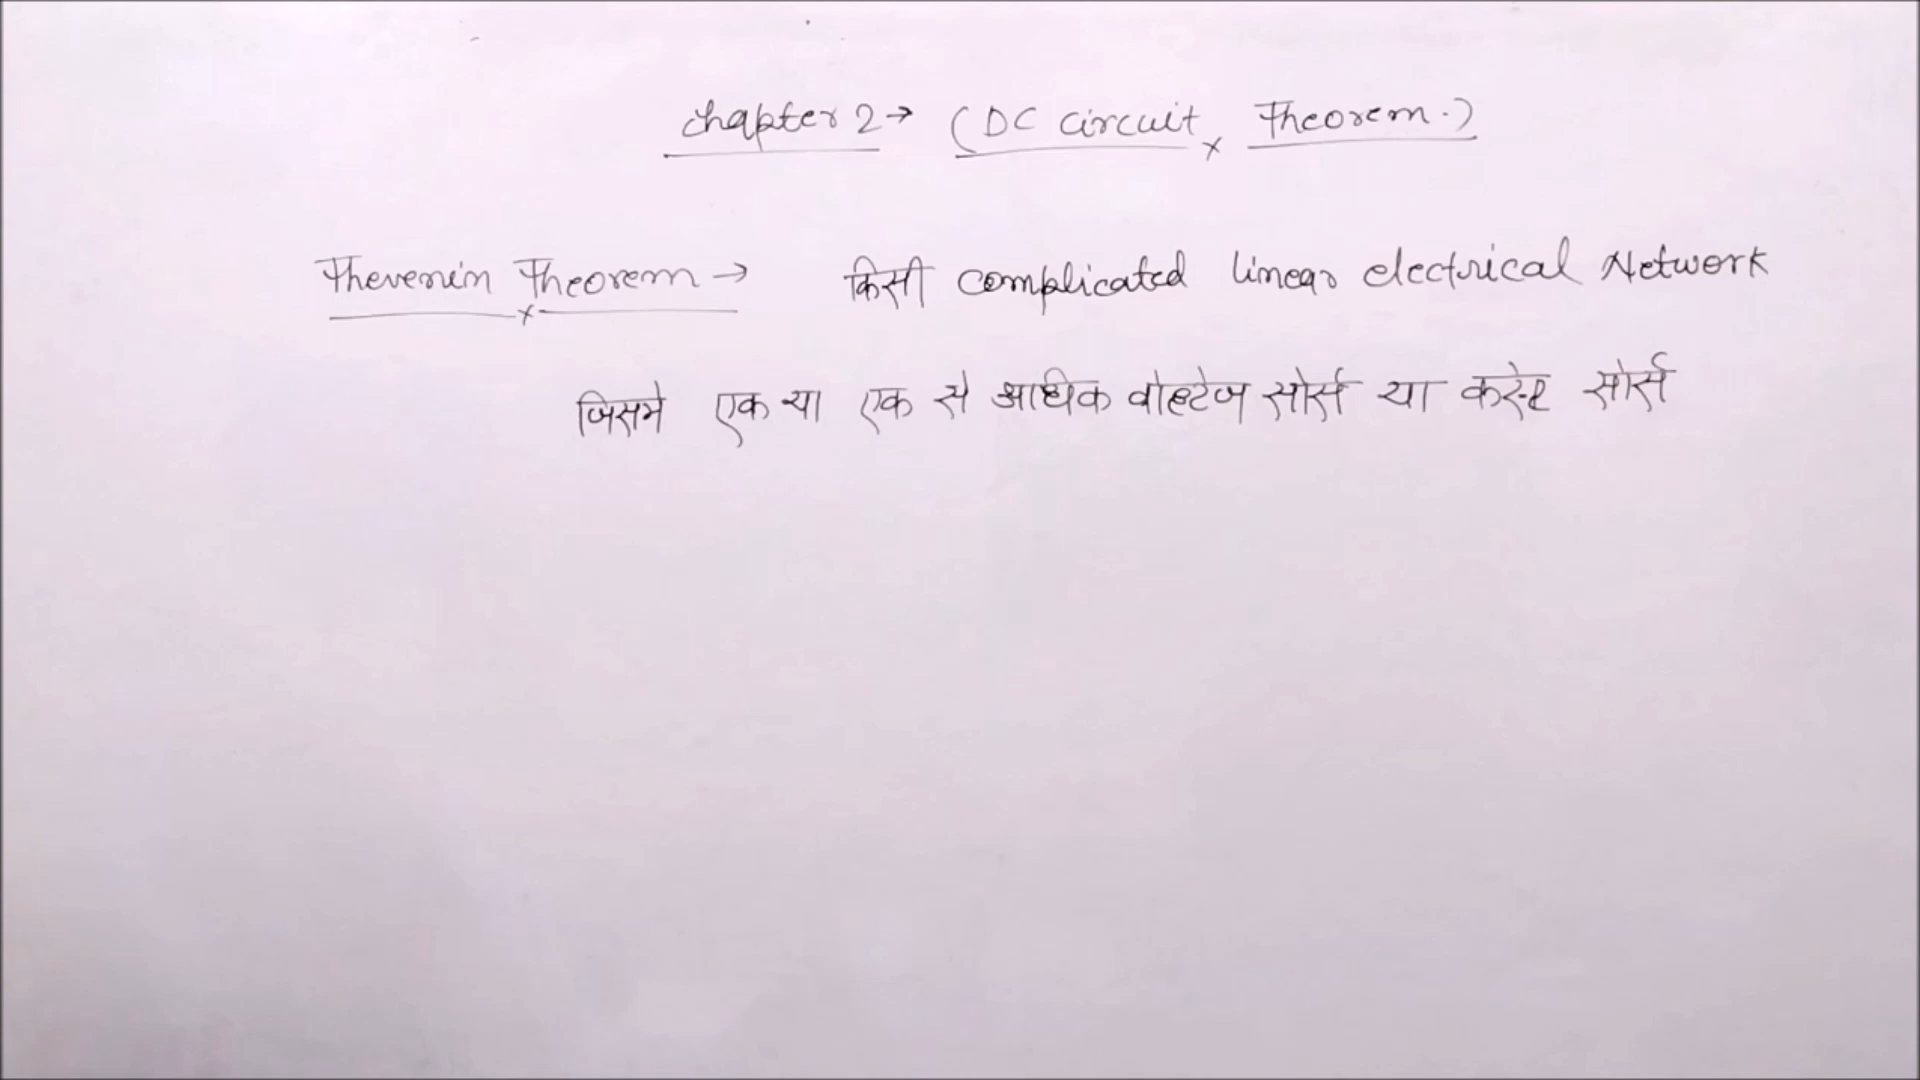 chapter 2 → (DC circuit Theorem.)
Thevenin Theorem → किसी complicated linear electrical Network
जिसमे एक या एक से अधिक वोल्टेज सोर्स या करेन्ट सोर्स